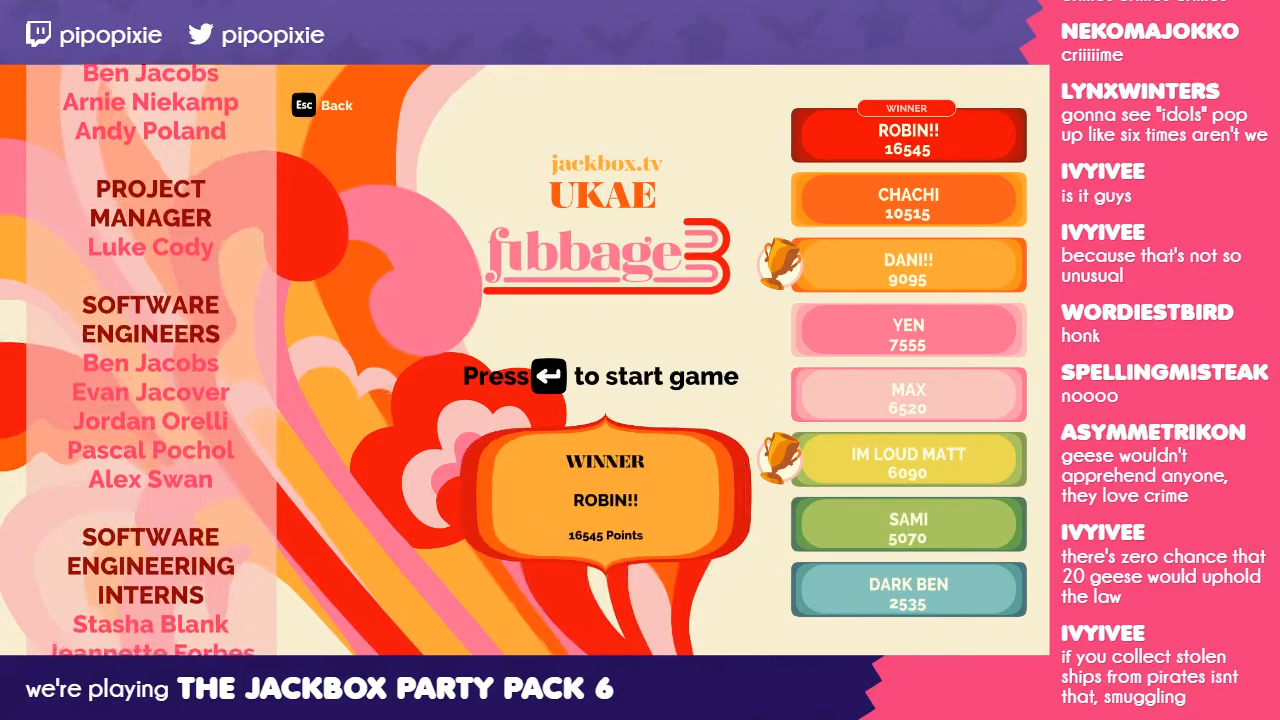 pipopixie
pipopixie
Ben Jacobs
Arnie Niekamp
Andy Poland
PROJECT
MANAGER
Luke Cody
SOFTWARE
ENGINEERS
Ben Jacobs
Evan Jacover
Jordan Orelli
Pascal Pochol
Alex Swan
SOFTWARE
ENGINEERING
INTERNS
Stasha Blank
Jeannette Forbes
Esc Back
jackbox.tv
UKAE
fibbage 3
Press to start game
WINNER
ROBIN!!
16545 Points
WINNER
ROBIN!!
16545
CHACHI
10515
DANI!!
9095
YEN
7555
MAX
6520
IM LOUD MATT
6090
SAMI
5070
DARK BEN
2535
NEKOMAJOKKO
criiiiime
LYNXWINTERS
gonna see "idols" pop
up like six times aren't we
IVYIVEE
is it guys
IVYIVEE
because that's not so
unusual
WORDIESTBIRD
honk
SPELLINGMISTEAK
noooo
ASYMMETRIKON
geese wouldn't
apprehend anyone,
they love crime
IVYIVEE
there's zero chance that
20 geese would uphold
the law
IVYIVEE
if you collect stolen
ships from pirates isnt
that, smuggling
we're playing THE JACKBOX PARTY PACK 6